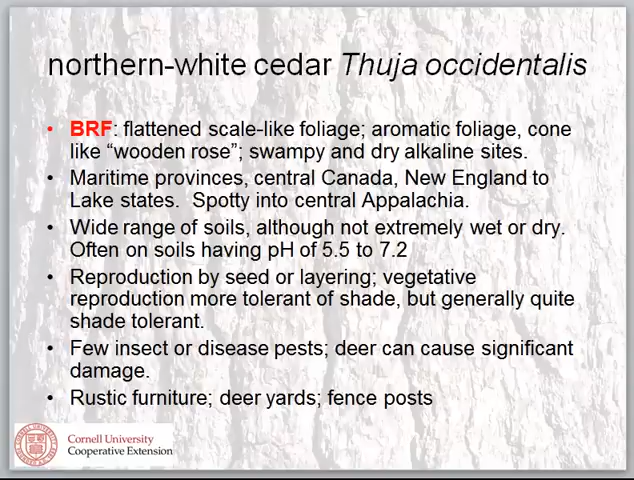 northern-white cedar Thuja occidentalis
• BRF: flattened scale-like foliage; aromatic foliage, cone
like “wooden rose”; swampy and dry alkaline sites.
• Maritime provinces, central Canada, New England to
Lake states.  Spotty into central Appalachia.
• Wide range of soils, although not extremely wet or dry.
Often on soils having pH of 5.5 to 7.2
• Reproduction by seed or layering; vegetative
reproduction more tolerant of shade, but generally quite
shade tolerant.
• Few insect or disease pests; deer can cause significant
damage.
• Rustic furniture; deer yards; fence posts
Cornell University
Cooperative Extension